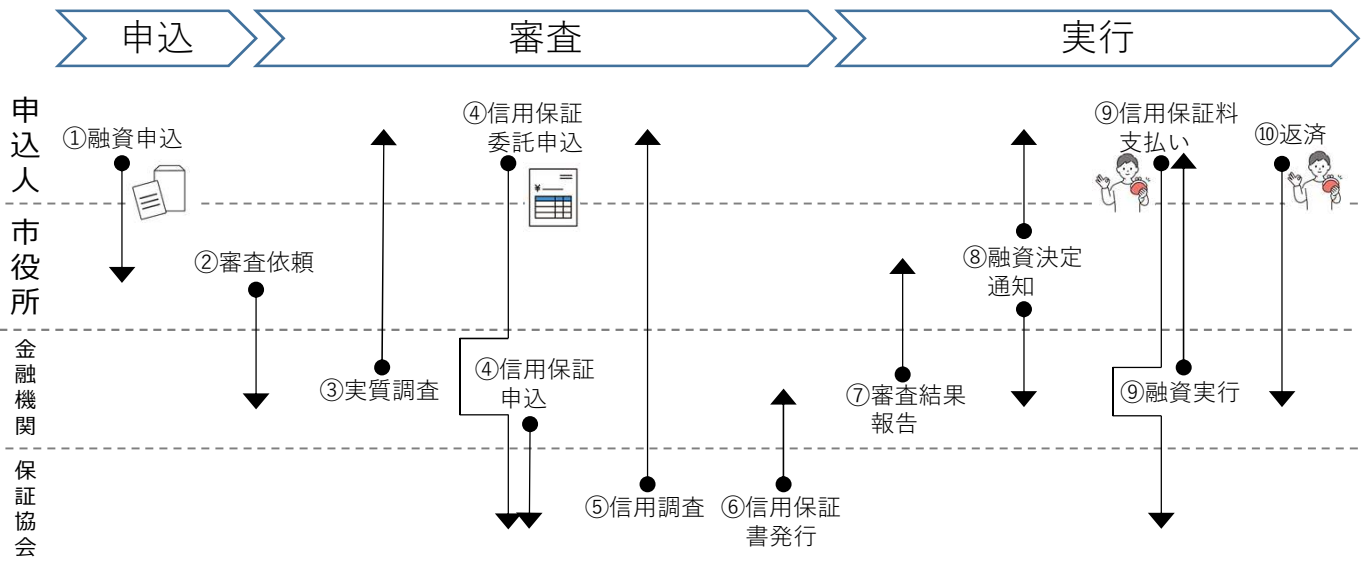 申込
審査
実行
申込人
①融資申込
④信用保証
委託申込
⑨信用保証料
支払い
⑩返済
¥
市役所
②審査依頼
⑧融資決定
通知
金融機関
③実質調査
④信用保証
申込
⑦審査結果
報告
⑨融資実行
保証協会
⑤信用調査
⑥信用保証
書発行